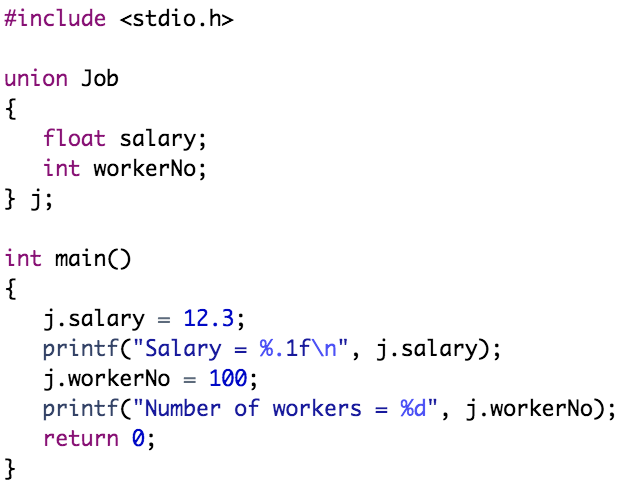 #include <stdio.h>
union Job
{
   float salary;
   int workerNo;
} j;
int main()
{
   j.salary = 12.3;
   printf("Salary = %.1f\n", j.salary);
   j.workerNo = 100;
   printf("Number of workers = %d", j.workerNo);
   return 0;
}